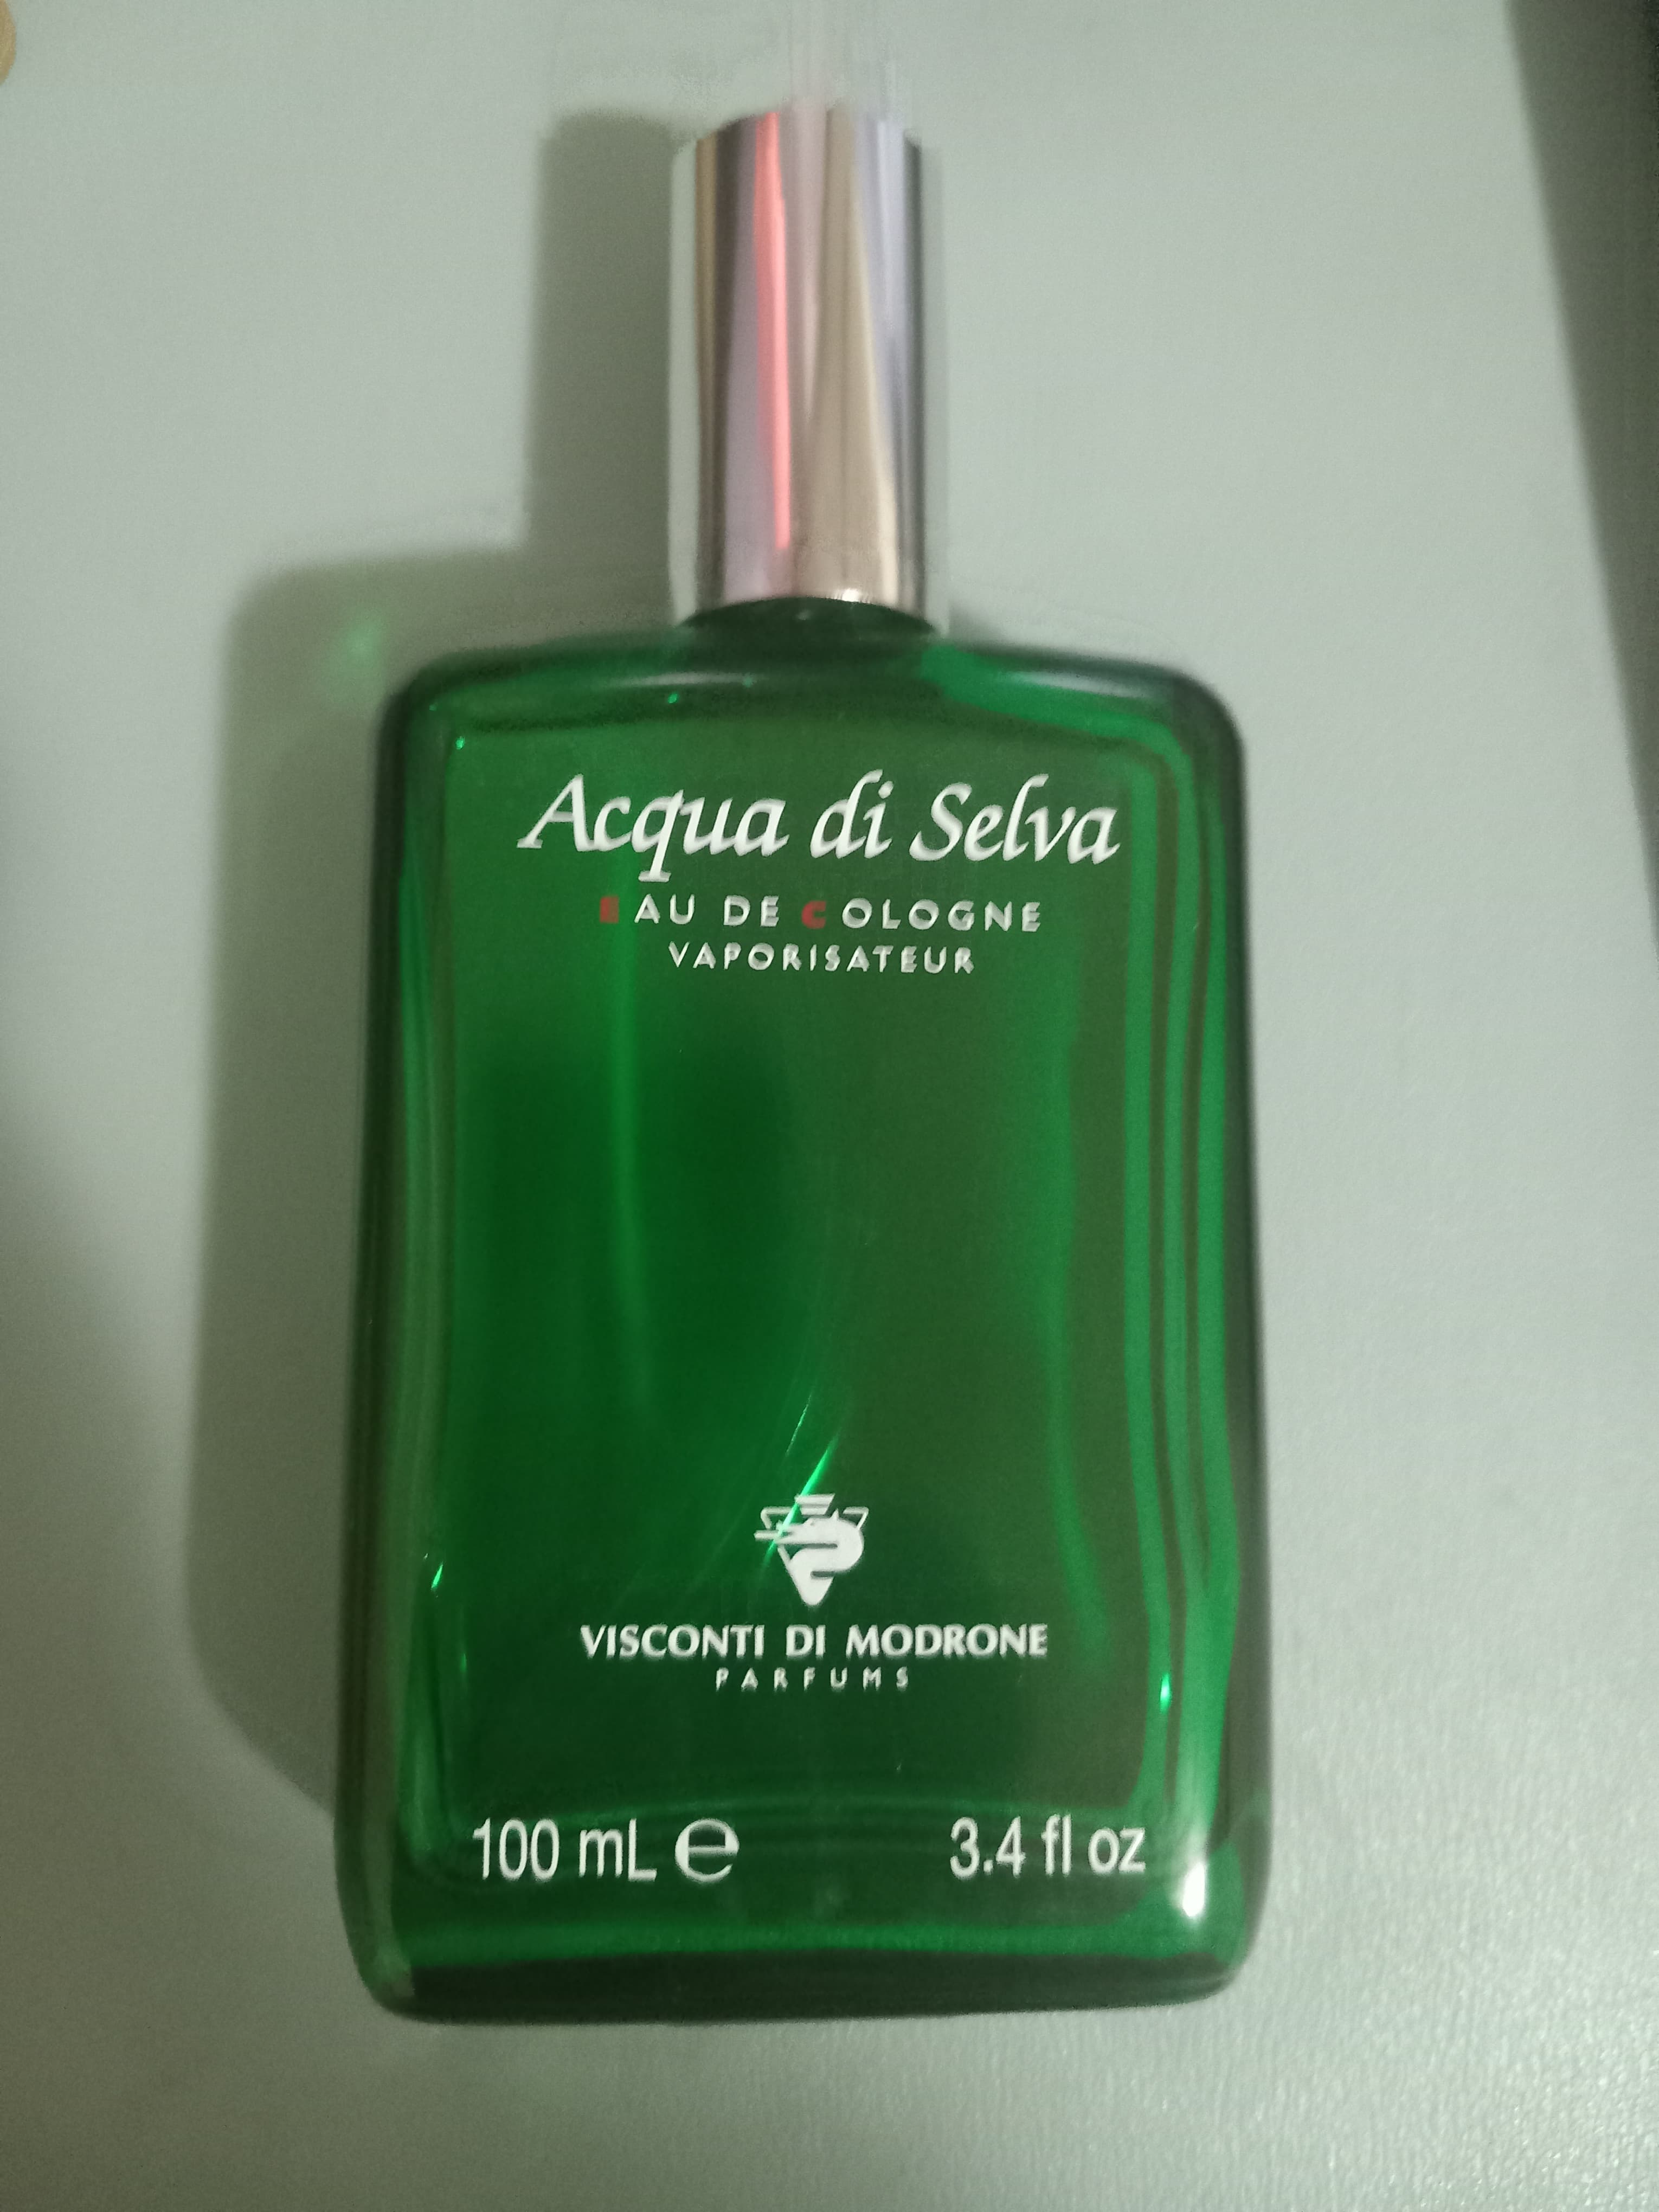 Acqua di Selva
EAU DE COLOGNE
VAPORISATEUR
VISCONTI DI MODRONE
PARFUMS
100 mL ℮ 3.4 fl oz